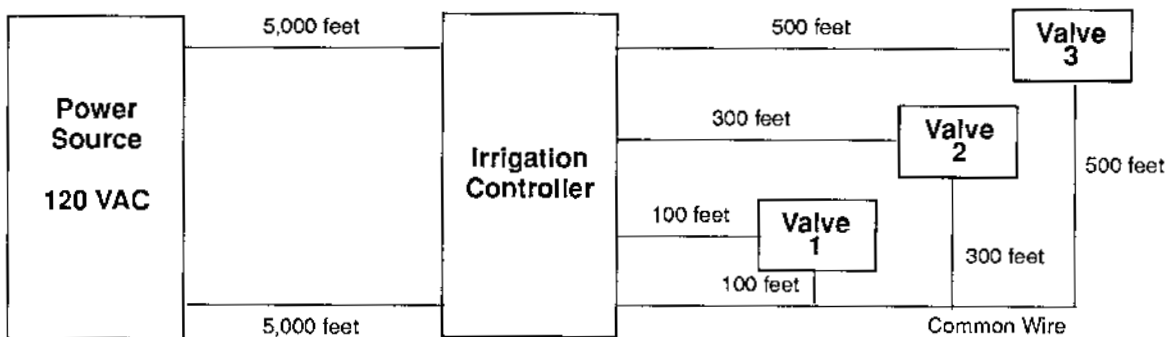 5,000 feet
500 feet
Valve
3
Power
Source
120 VAC
300 feet
Valve
2
Irrigation
Controller
500 feet
100 feet
Valve
1
300 feet
100 feet
5,000 feet
Common Wire